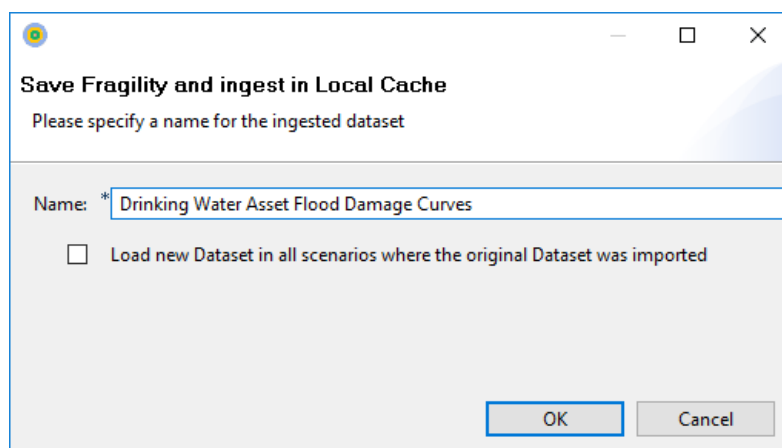 Save Fragility and ingest in Local Cache
Please specify a name for the ingested dataset
Name: * Drinking Water Asset Flood Damage Curves
Load new Dataset in all scenarios where the original Dataset was imported
OK Cancel